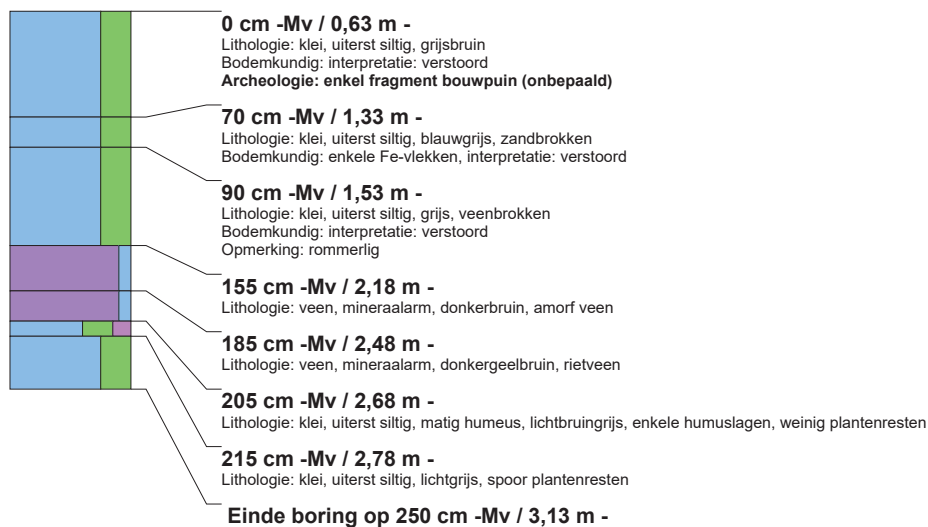 0 cm -Mv / 0,63 m -
Lithologie: klei, uiterst siltig, grijsbruin
Bodemkundig: interpretatie: verstoord
Archeologie: enkel fragment bouwpuin (onbepaald)
70 cm -Mv / 1,33 m -
Lithologie: klei, uiterst siltig, blauwgrijs, zandbrokken
Bodemkundig: enkele Fe-vlekken, interpretatie: verstoord
90 cm -Mv / 1,53 m -
Lithologie: klei, uiterst siltig, grijs, veenbrokken
Bodemkundig: interpretatie: verstoord
Opmerking: rommerlig
155 cm -Mv / 2,18 m -
Lithologie: veen, mineraalarm, donkerbruin, amorf veen
185 cm -Mv / 2,48 m -
Lithologie: veen, mineraalarm, donkergeelbruin, rietveen
205 cm -Mv / 2,68 m -
Lithologie: klei, uiterst siltig, matig humeus, lichtbruingrijs, enkele humuslagen, weinig plantenresten
215 cm -Mv / 2,78 m -
Lithologie: klei, uiterst siltig, lichtgrijs, spoor plantenresten
Einde boring op 250 cm -Mv / 3,13 m -